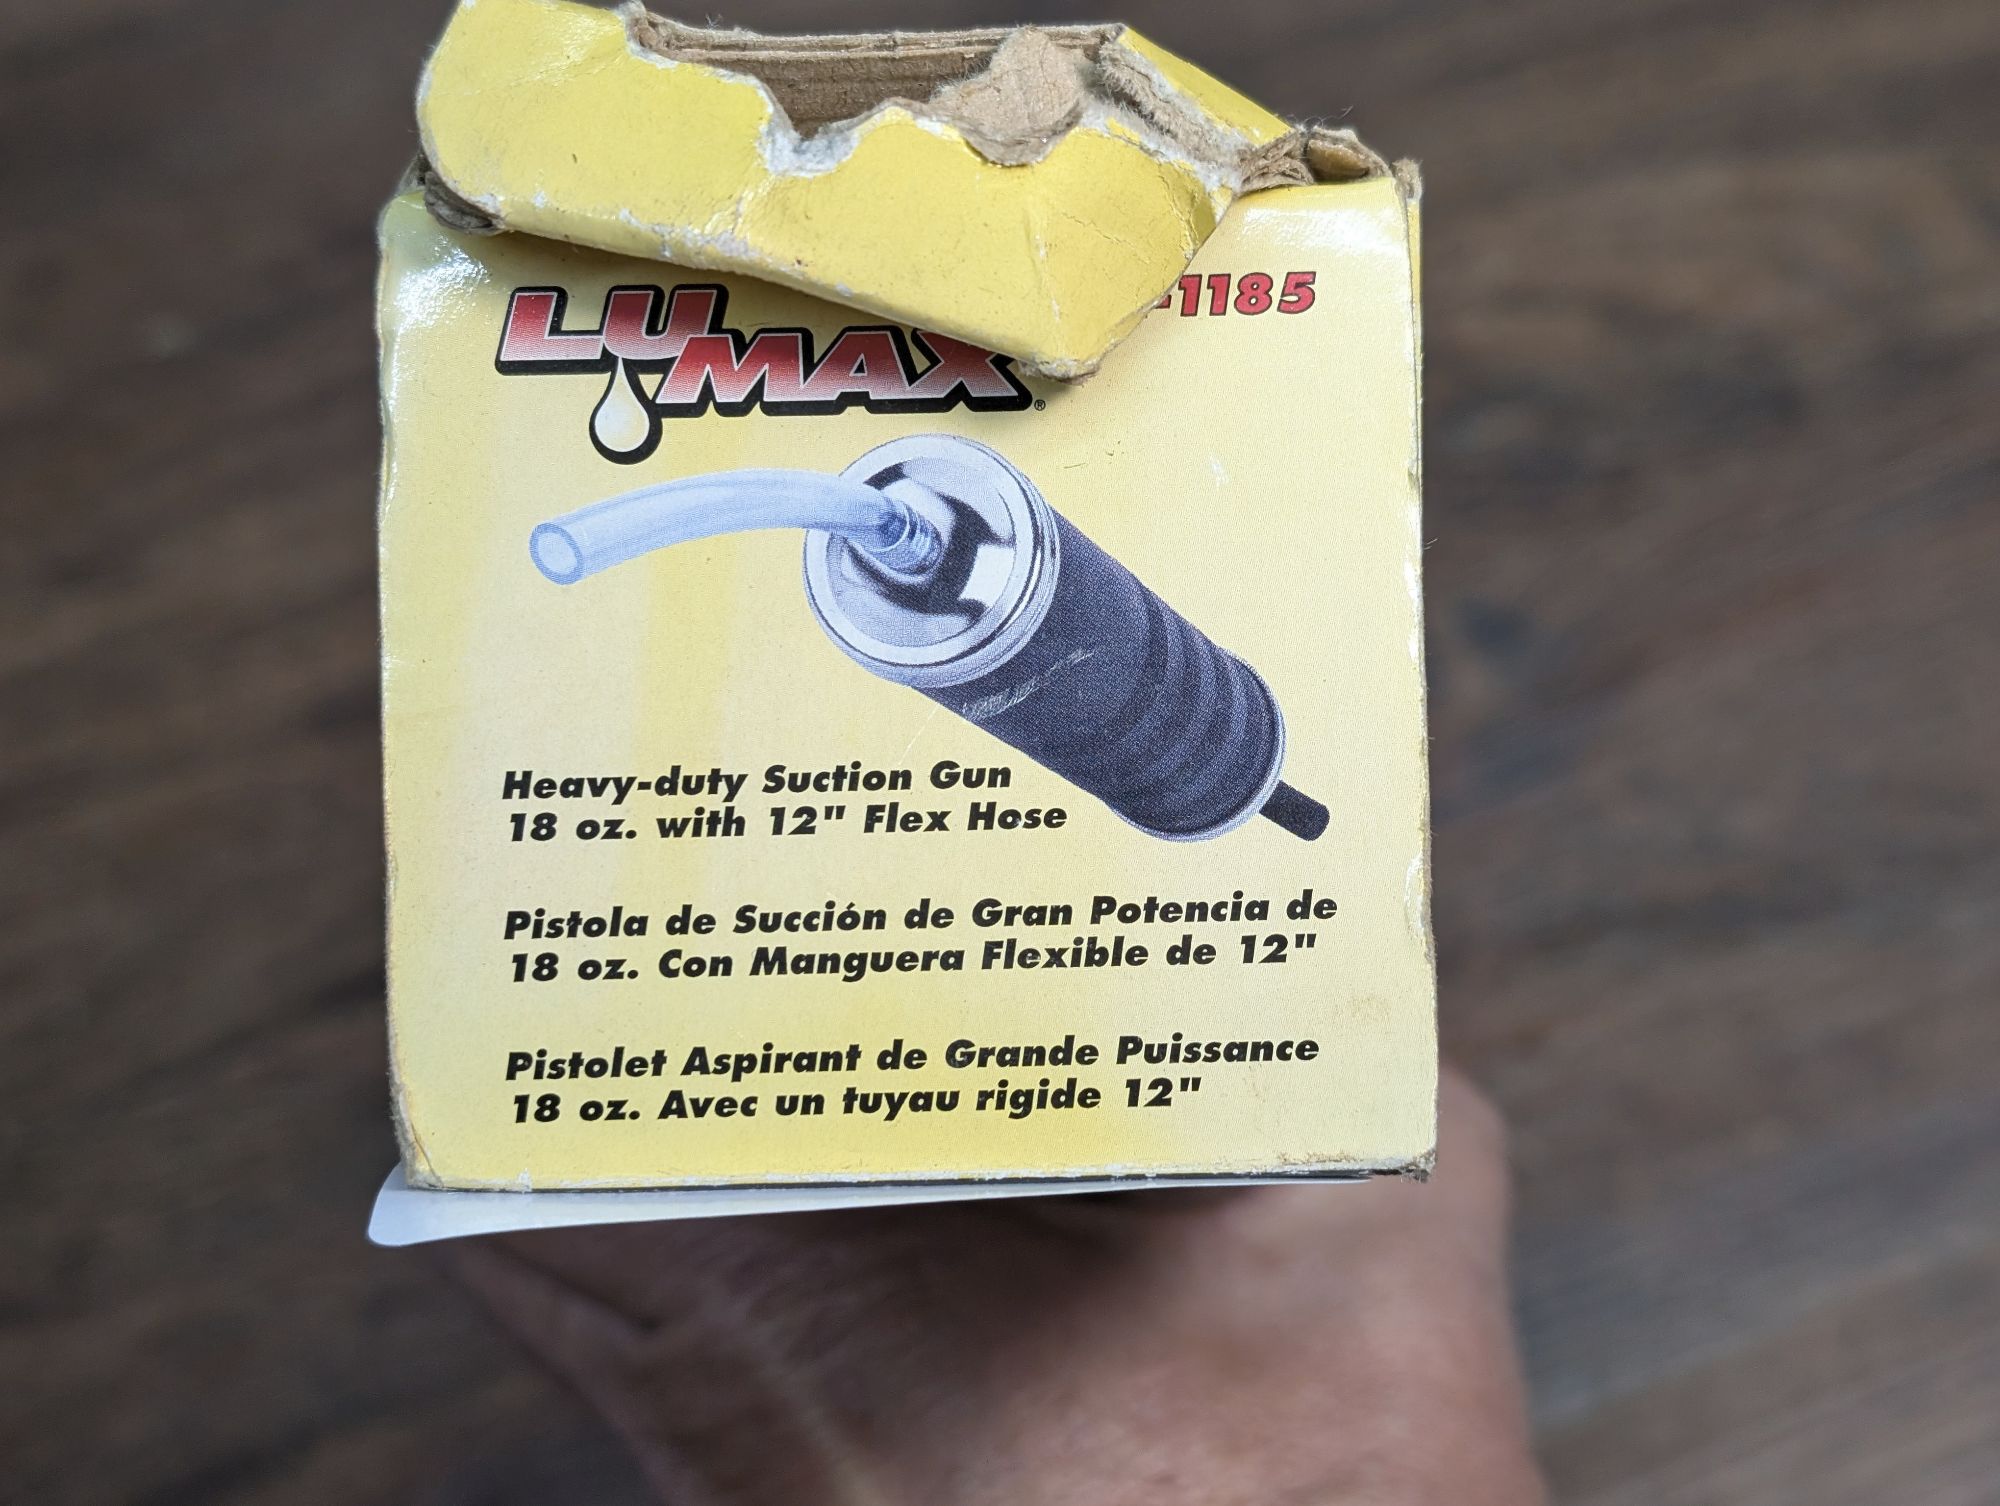 LUMAX®
-1185
Heavy-duty Suction Gun
18 oz. with 12" Flex Hose
Pistola de Succión de Gran Potencia de
18 oz. Con Manguera Flexible de 12"
Pistolet Aspirant de Grande Puissance
18 oz. Avec un tuyau rigide 12"